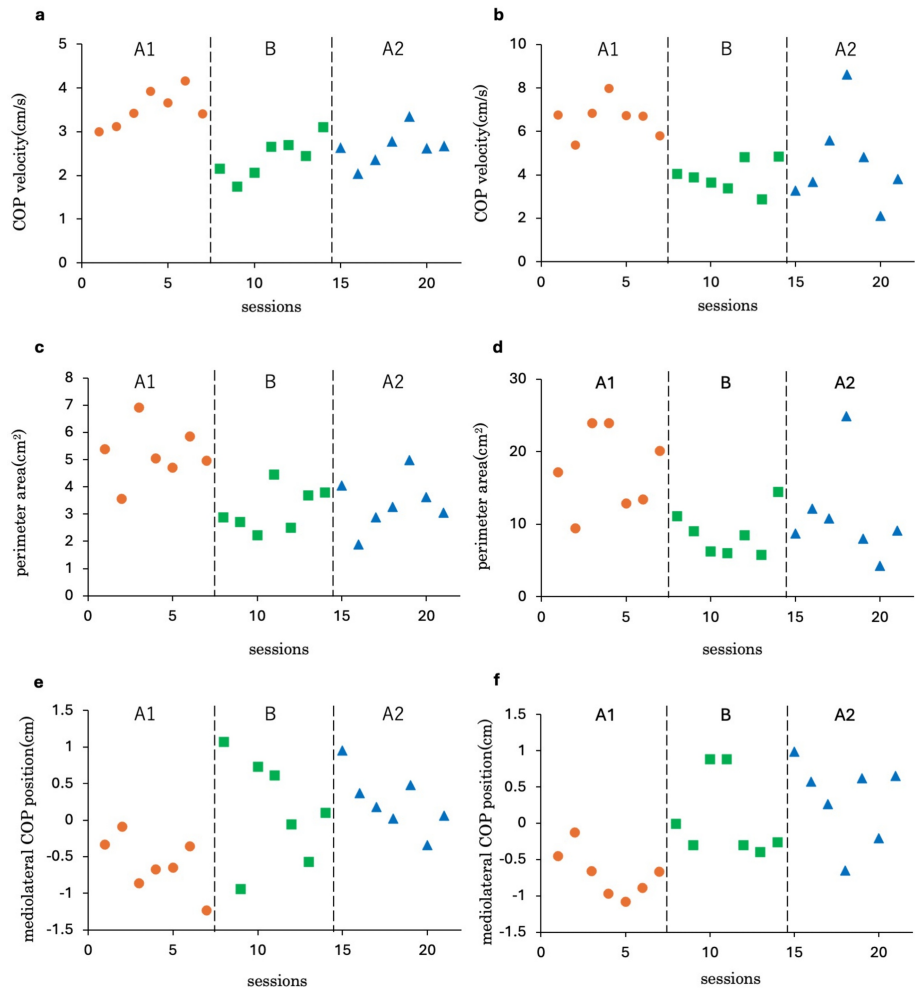 a
A1 B A2
COP velocity(cm/s)
5
4
3
2
1
0
0 5 10 15 20
sessions
b
A1 B A2
COP velocity(cm/s)
10
8
6
4
2
0
0 5 10 15 20
sessions
c
A1 B A2
perimeter area(cm²)
8
7
6
5
4
3
2
1
0
0 5 10 15 20
sessions
d
A1 B A2
perimeter area(cm²)
30
20
10
0
0 5 10 15 20
sessions
e
A1 B A2
mediolateral COP position(cm)
1.5
1
0.5
0
-0.5
-1
-1.5
0 5 10 15 20
sessions
f
A1 B A2
mediolateral COP position(cm)
1.5
1
0.5
0
-0.5
-1
-1.5
0 5 10 15 20
sessions